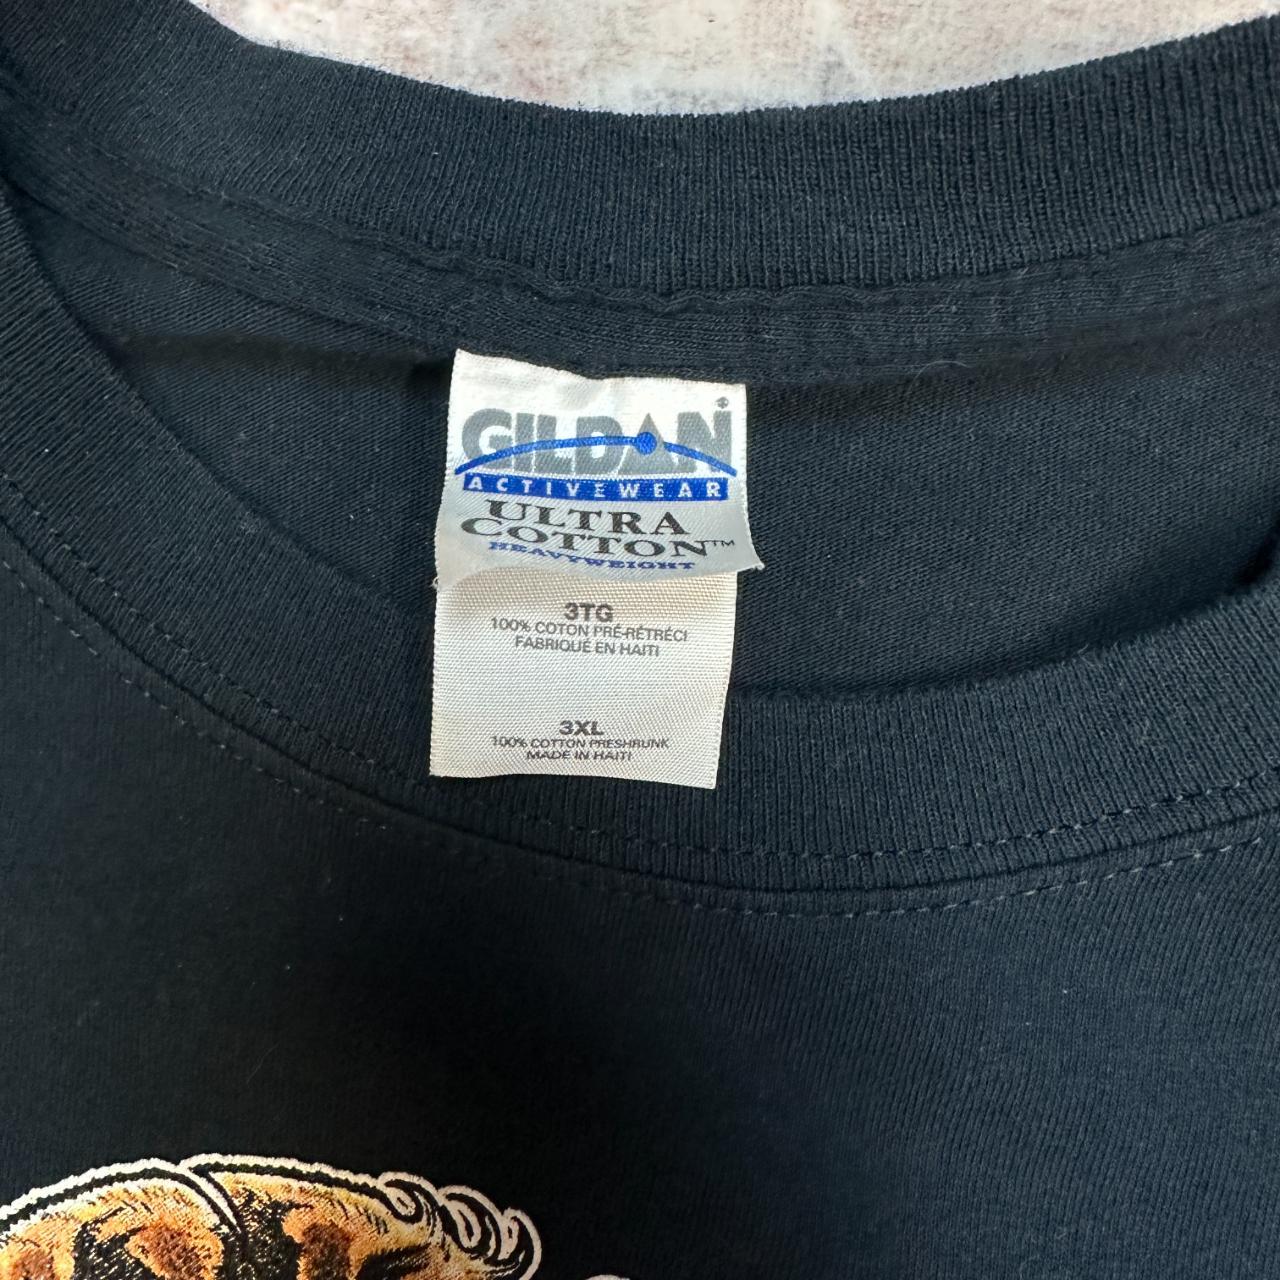 GILDAN
ACTIVEWEAR
ULTRA
COTTON™
HEAVYWEIGHT
3TG
100% COTON PRÉ-RÉTRÉCI
FABRIQUÉ EN HAITI
3XL
100% COTTON PRESHRUNK
MADE IN HAITI